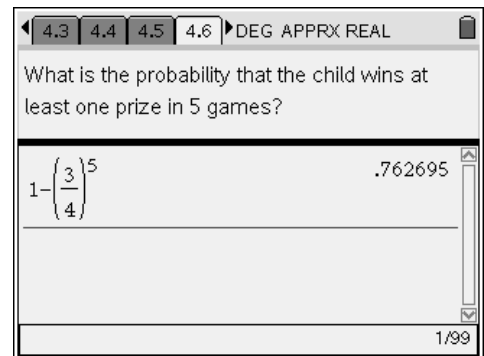 4.3 4.4 4.5 4.6 DEG APPRX REAL
What is the probability that the child wins at
least one prize in 5 games?
1-(3/4)^5 .762695
1/99